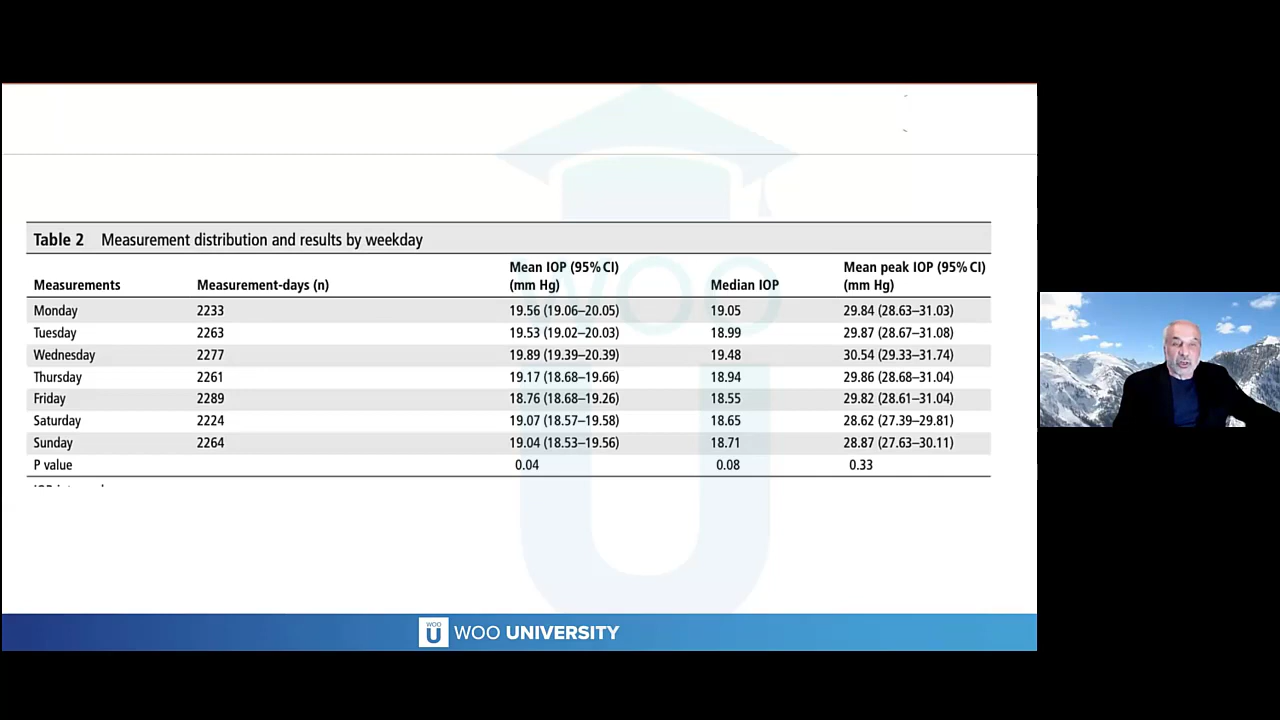 Table 2 Measurement distribution and results by weekday
Measurements Measurement-days (n) Mean IOP (95% CI) (mm Hg) Median IOP Mean peak IOP (95% CI) (mm Hg)
Monday 2233 19.56 (19.06–20.05) 19.05 29.84 (28.63–31.03)
Tuesday 2263 19.53 (19.02–20.03) 18.99 29.87 (28.67–31.08)
Wednesday 2277 19.89 (19.39–20.39) 19.48 30.54 (29.33–31.74)
Thursday 2261 19.17 (18.68–19.66) 18.94 29.86 (28.68–31.04)
Friday 2289 18.76 (18.68–19.26) 18.55 29.82 (28.61–31.04)
Saturday 2224 19.07 (18.57–19.58) 18.65 28.62 (27.39–29.81)
Sunday 2264 19.04 (18.53–19.56) 18.71 28.87 (27.63–30.11)
P value 0.04 0.08 0.33
WOO
WOO U WOO UNIVERSITY